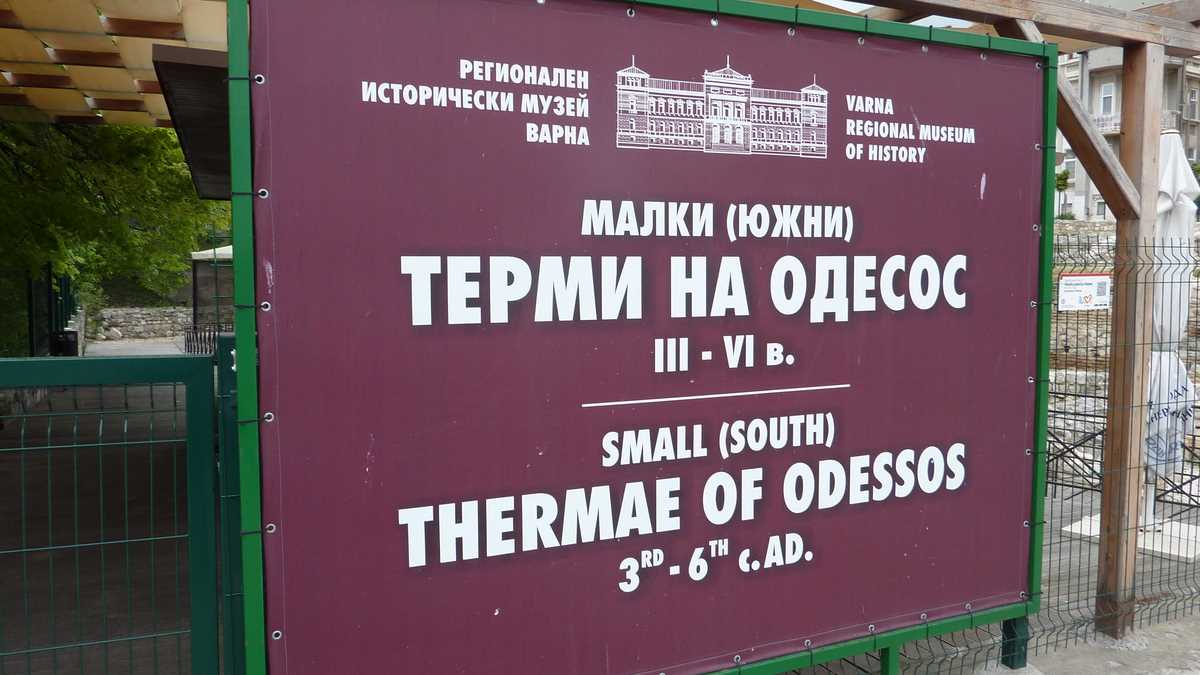 РЕГИОНАЛЕН
ИСТОРИЧЕСКИ МУЗЕЙ
ВАРНА
VARNA
REGIONAL MUSEUM
OF HISTORY
МАЛКИ (ЮЖНИ)
ТЕРМИ НА ОДЕСОС
III - VI в.
SMALL (SOUTH)
THERMAE OF ODESSOS
3RD - 6TH c. AD.